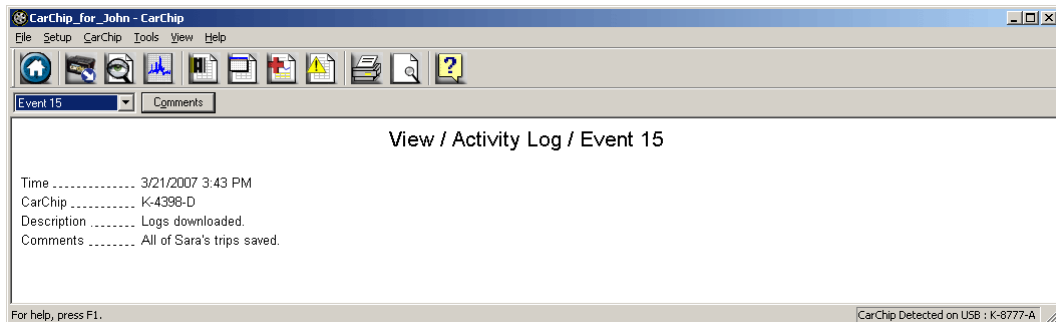 CarChip_for_John - CarChip
File Setup CarChip Tools View Help
Event 15 Comments
View / Activity Log / Event 15
Time .............. 3/21/2007 3:43 PM
CarChip ........... K-4398-D
Description ........ Logs downloaded.
Comments ........ All of Sara's trips saved.
For help, press F1. CarChip Detected on USB : K-8777-A